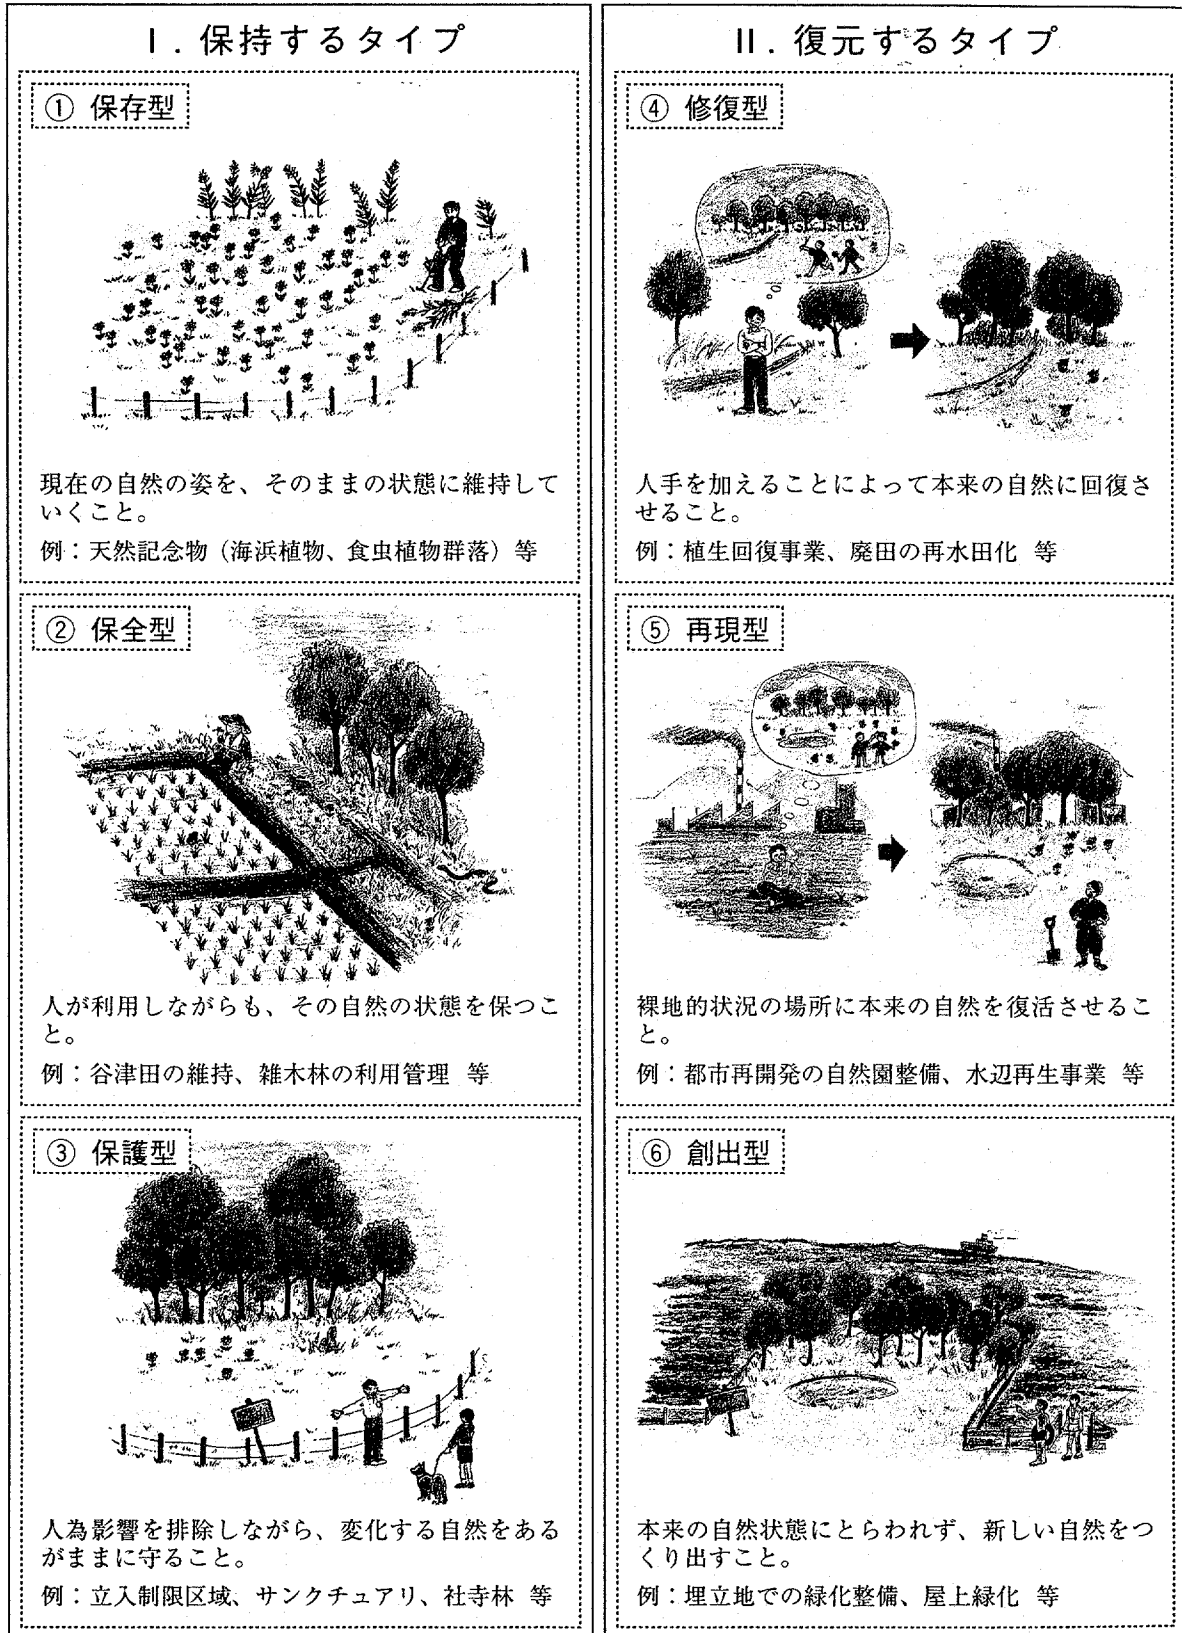 I. 保持するタイプ
① 保存型
現在の自然の姿を、そのままの状態に維持して
いくこと。
例：天然記念物（海浜植物、食虫植物群落）等
② 保全型
人が利用しながらも、その自然の状態を保つこ
と。
例：谷津田の維持、雑木林の利用管理 等
③ 保護型
人為影響を排除しながら、変化する自然をある
がままに守ること。
例：立入制限区域、サンクチュアリ、社寺林 等
II. 復元するタイプ
④ 修復型
人手を加えることによって本来の自然に回復さ
せること。
例：植生回復事業、廃田の再水田化 等
⑤ 再現型
裸地的状況の場所に本来の自然を復活させるこ
と。
例：都市再開発の自然園整備、水辺再生事業 等
⑥ 創出型
本来の自然状態にとらわれず、新しい自然をつ
くり出すこと。
例：埋立地での緑化整備、屋上緑化 等